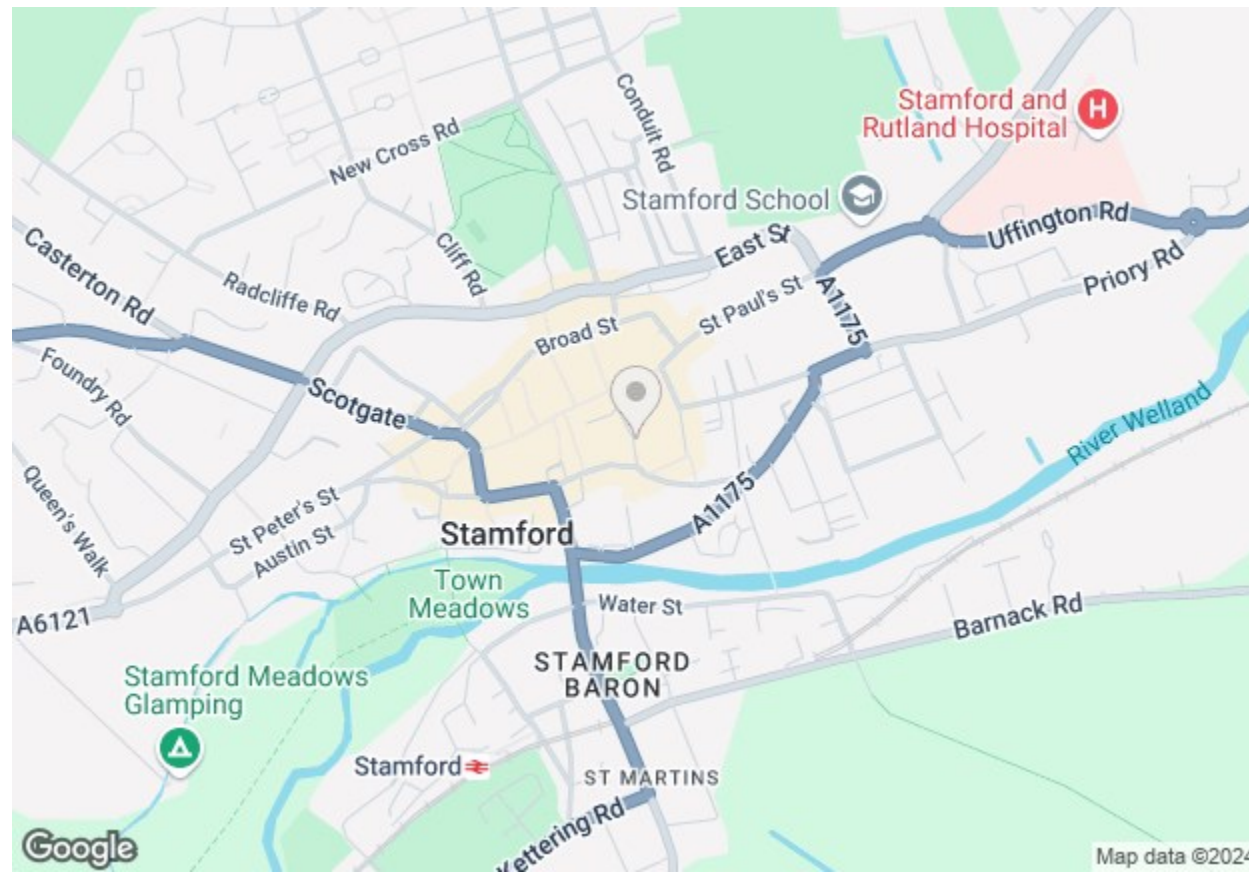 Stamford and
Rutland Hospital
H
Conduit Rd
New Cross Rd
Stamford School
Uffington Rd
East St
Casterton Rd
Cliff Rd
Priory Rd
Radcliffe Rd
St Paul's St
A1175
Broad St
Foundry Rd
Scotgate
River Welland
Queen's Walk
St Peter's St
A1175
Austin St
Stamford
Town
Meadows
Water St
A6121
Barnack Rd
STAMFORD
BARON
Stamford Meadows
Glamping
Stamford
ST MARTINS
Kettering Rd
Google
Map data ©2024